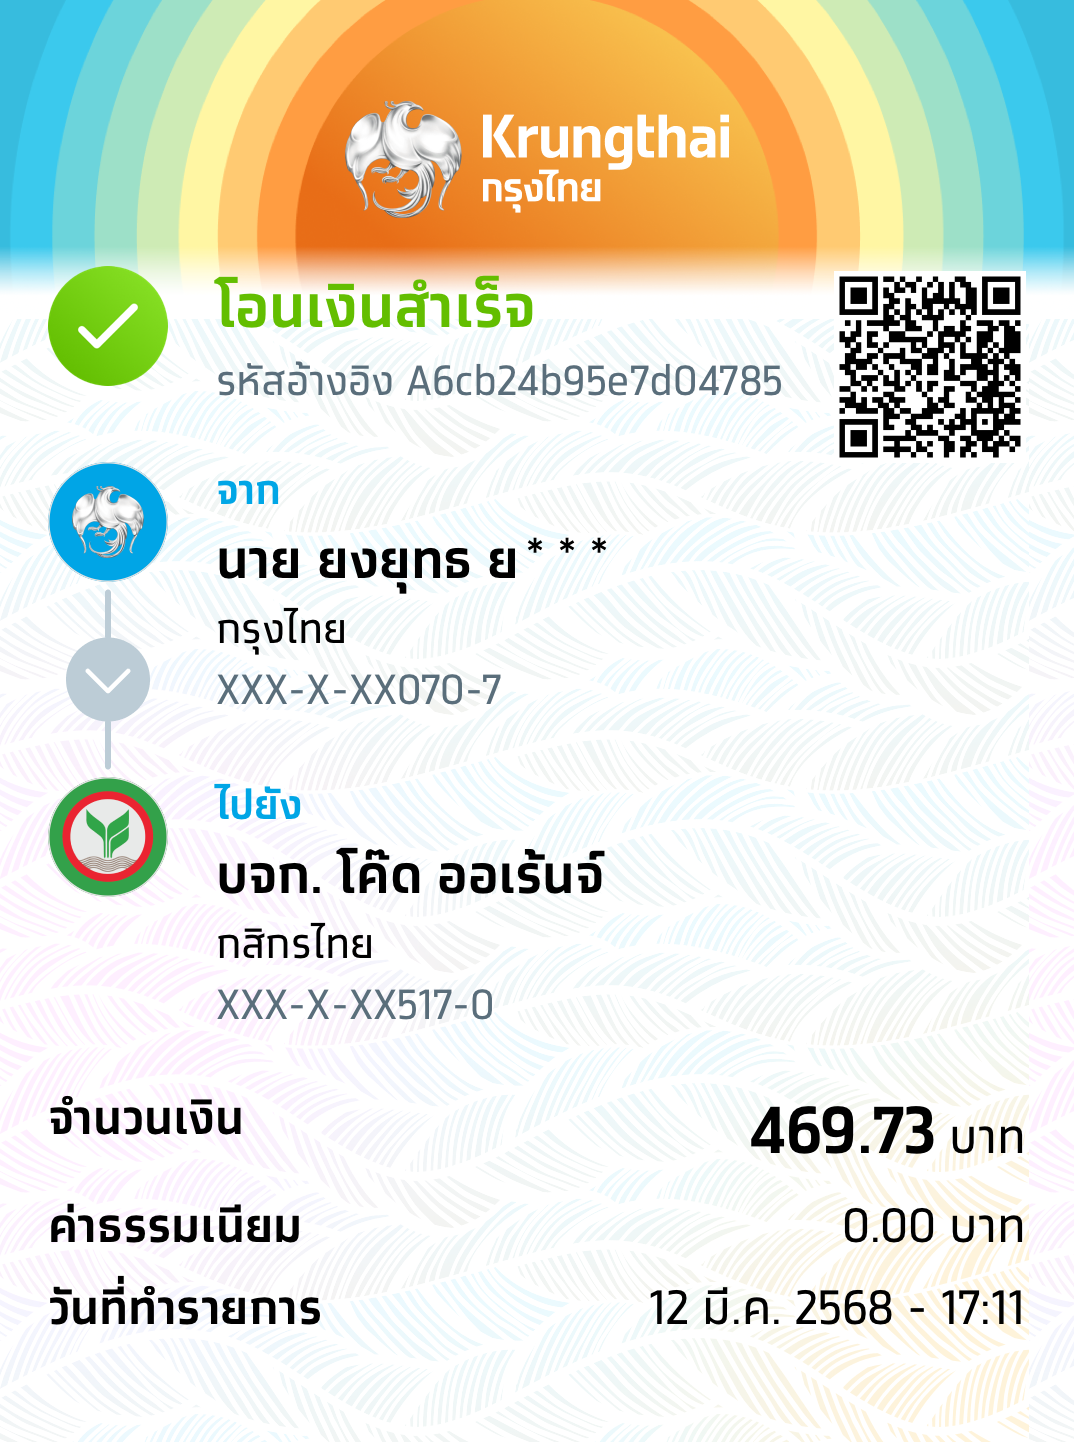 Krungthai
กรุงไทย
โอนเงินสำเร็จ
รหัสอ้างอิง A6cb24b95e7d04785
จาก
นาย ยงยุทธ ย***
กรุงไทย
XXX-X-XX070-7
ไปยัง
บจก. โค๊ด ออเร้นจ์
กสิกรไทย
XXX-X-XX517-0
จำนวนเงิน 469.73 บาท
ค่าธรรมเนียม 0.00 บาท
วันที่ทำรายการ 12 มี.ค. 2568 - 17:11